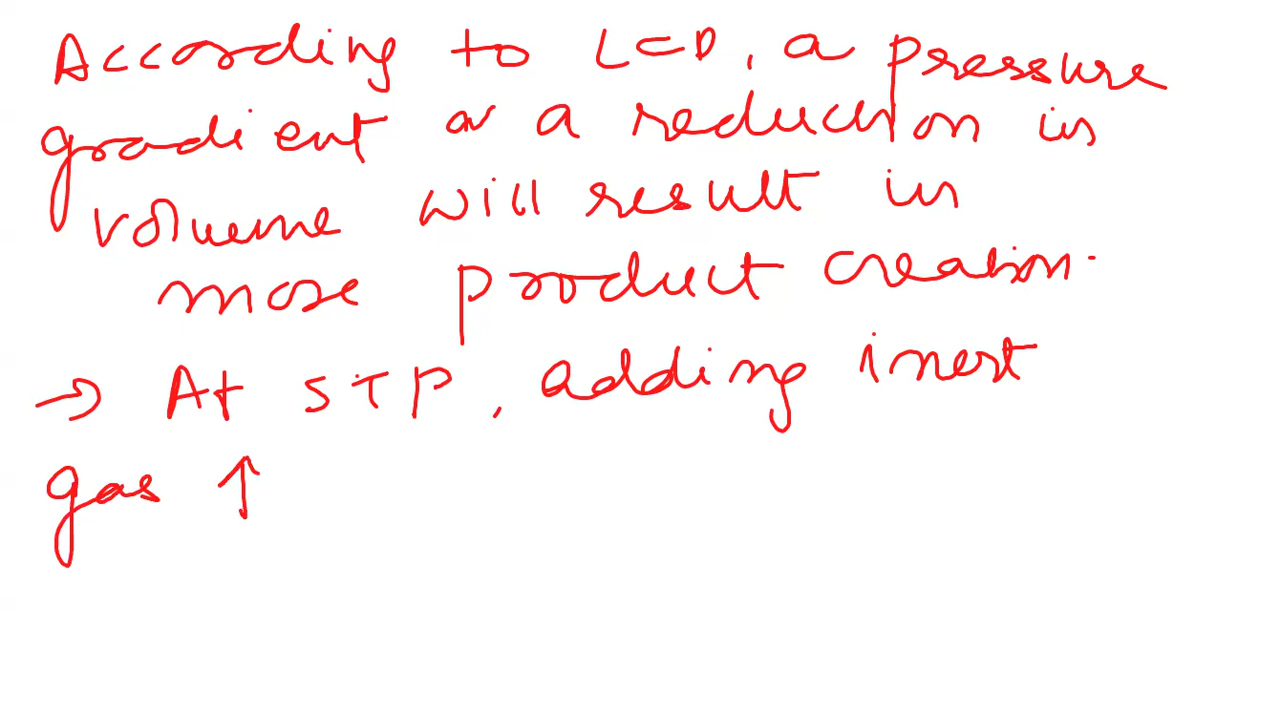 According to LCP, a pressure
gradient or a reduction in
volume will result in
more product creation.
→ At STP, adding inert
gas ↑